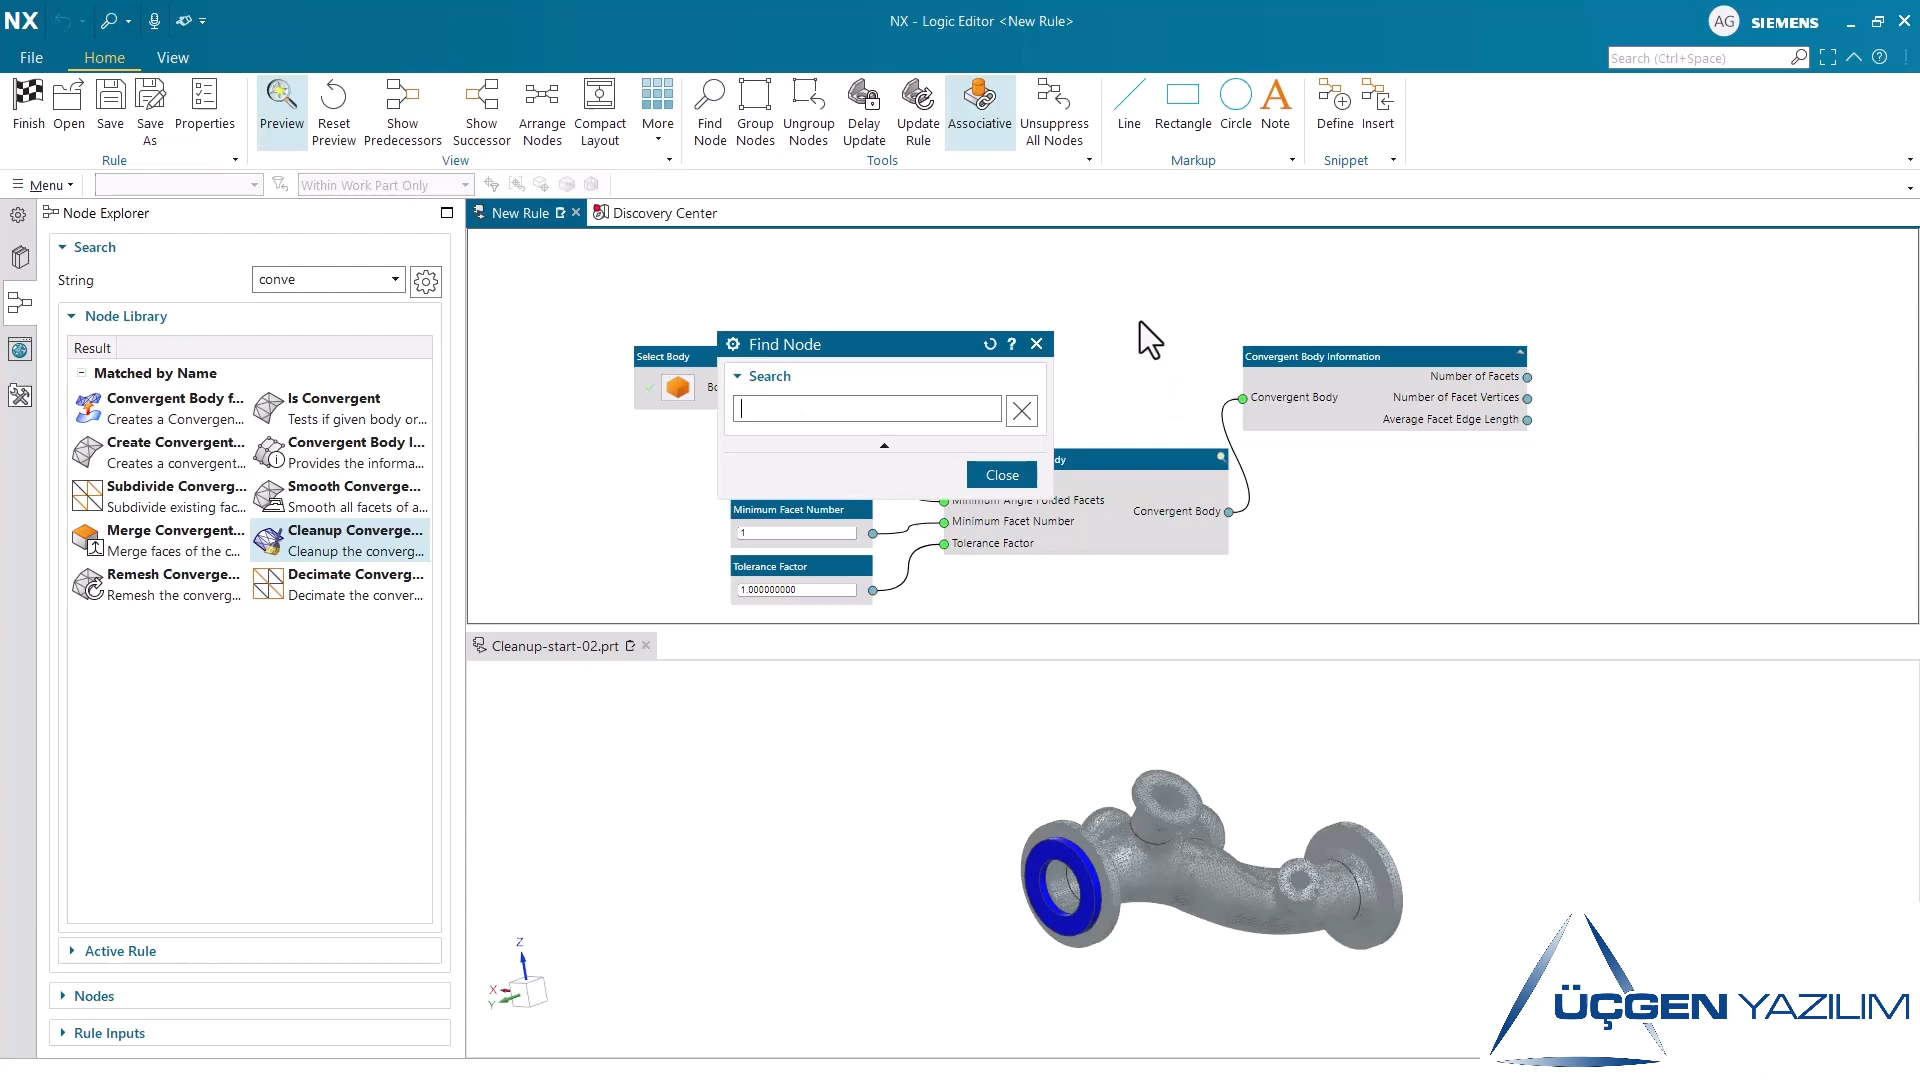 NX
NX - Logic Editor <New Rule>
AG
SIEMENS
File
Home
View
Search (Ctrl+Space)
Finish
Open
Save
Save As
Properties
Preview
Reset Preview
Show Predecessors
Show Successor
Arrange Nodes
Compact Layout
More
Find Node
Group Nodes
Ungroup Nodes
Delay Update
Update Rule
Associative
Unsuppress All Nodes
Line
Rectangle
Circle
Note
Define
Insert
Rule
View
Tools
Markup
Snippet
Menu
Within Work Part Only
Node Explorer
New Rule
Discovery Center
Search
String
conve
Node Library
Result
Matched by Name
Convergent Body f...
Creates a Convergen...
Is Convergent
Tests if given body or...
Create Convergent...
Creates a convergent...
Convergent Body I...
Provides the informa...
Subdivide Converg...
Subdivide existing fac...
Smooth Converge...
Smooth all facets of a...
Merge Convergent...
Merge faces of the c...
Cleanup Converge...
Cleanup the converg...
Remesh Converge...
Remesh the converg...
Decimate Converg...
Decimate the conver...
Active Rule
Nodes
Rule Inputs
Select Body
Bo
Find Node
Search
Close
Minimum Facet Number
1
Tolerance Factor
1.000000000
dy
Minimum Angle Folded Facets
Minimum Facet Number
Tolerance Factor
Convergent Body
Convergent Body Information
Number of Facets
Convergent Body
Number of Facet Vertices
Average Facet Edge Length
Cleanup-start-02.prt
Z
X
Y
ÜÇGEN YAZILIM